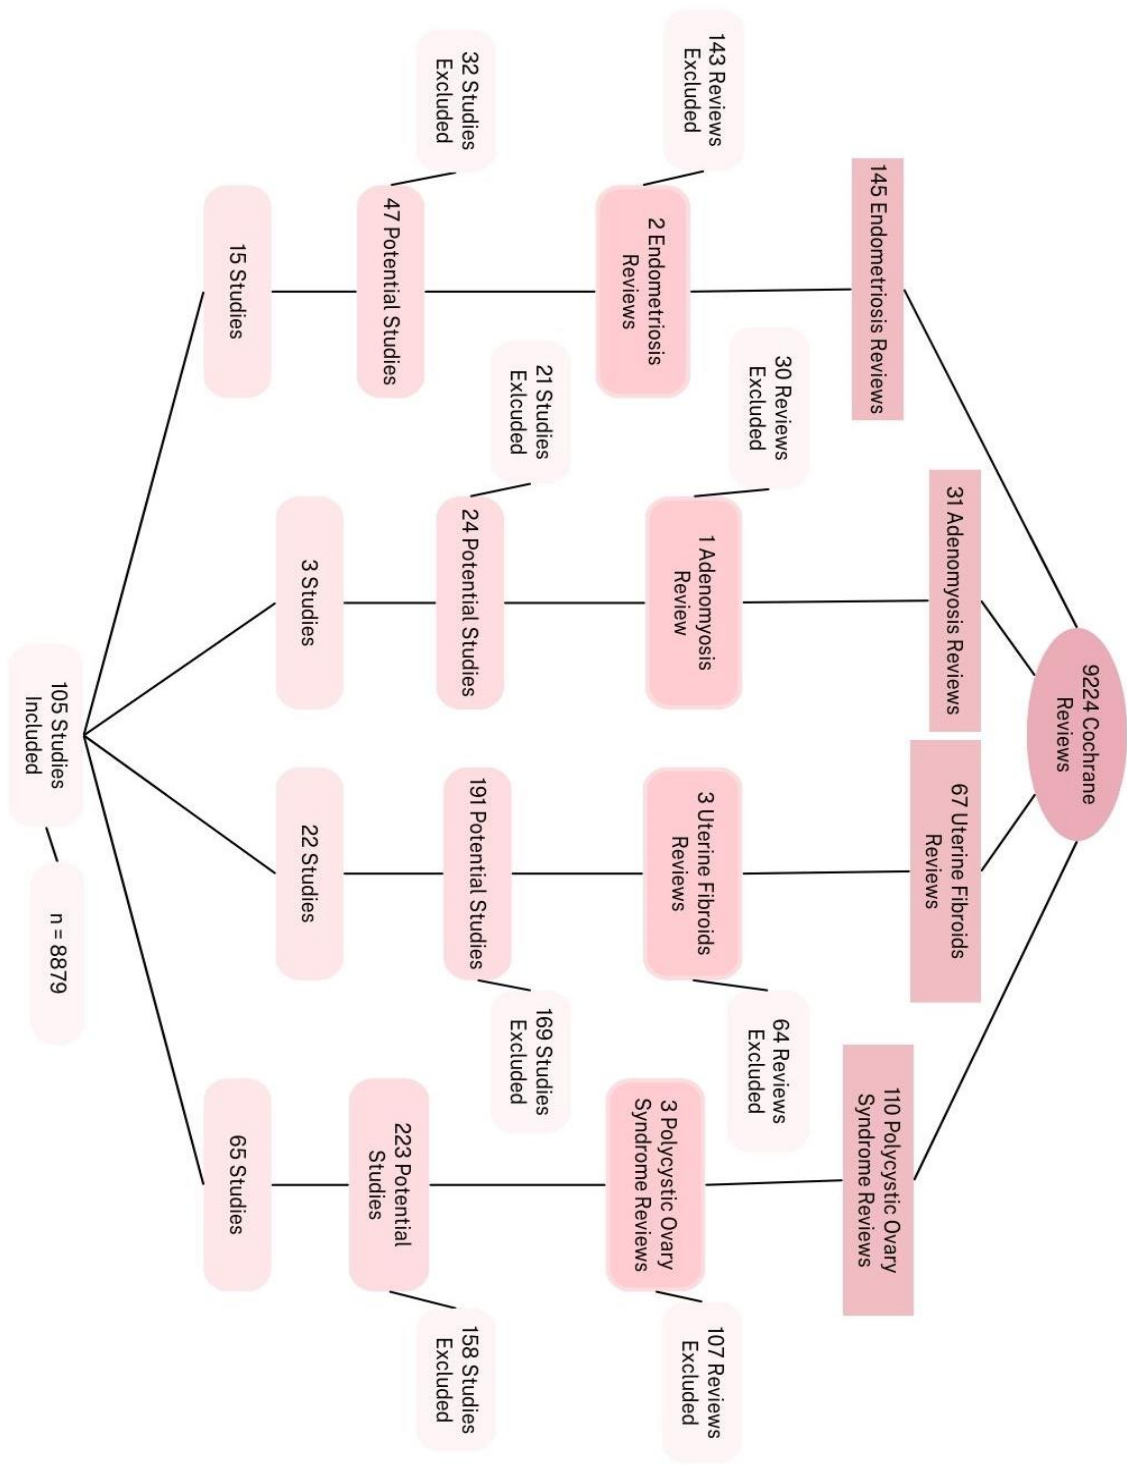 9224 Cochrane
Reviews
145 Endometriosis Reviews
31 Adenomyosis Reviews
67 Uterine Fibroids
Reviews
110 Polycystic Ovary
Syndrome Reviews
143 Reviews
Excluded
30 Reviews
Excluded
64 Reviews
Excluded
107 Reviews
Excluded
2 Endometriosis
Reviews
1 Adenomyosis
Review
3 Uterine Fibroids
Reviews
3 Polycystic Ovary
Syndrome Reviews
32 Studies
Excluded
21 Studies
Exlcuded
169 Studies
Excluded
158 Studies
Excluded
47 Potential Studies
24 Potential Studies
191 Potential Studies
223 Potential
Studies
15 Studies
3 Studies
22 Studies
65 Studies
105 Studies
Included
n = 8879